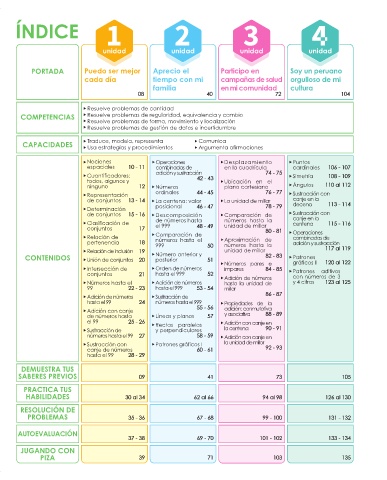 ÍNDICE
1
unidad
2
unidad
3
unidad
4
unidad
PORTADA
Puedo ser mejor
cada día
08
Aprecio el
tiempo con mi
familia
40
Participo en
campañas de salud
en mi comunidad
72
Soy un peruano
orgulloso de mi
cultura
104
COMPETENCIAS
Resuelve problemas de cantidad
Resuelve problemas de regularidad, equivalencia y cambio
Resuelve problemas de forma, movimiento y localización
Resuelve problemas de gestión de datos e incertidumbre
CAPACIDADES
Traduce, modela, representa
Usa estrategias y procedimientos
Comunica
Argumenta afirmaciones
CONTENIDOS
Nociones
espaciales 10 - 11
Cuantificadores:
todos, algunos y
ninguno 12
Representación
de conjuntos 13 - 14
Determinación
de conjuntos 15 - 16
Clasificación de
conjuntos 17
Relación de
pertenencia 18
Relación de inclusión 19
Unión de conjuntos 20
Intersección de
conjuntos 21
Números hasta el
99 22 - 23
Adición de números
hasta el 99 24
Adición con canje
de números hasta
el 99 25 - 26
Sustracción de
números hasta el 99 27
Sustracción con
canje de números
hasta el 99 28 - 29
Operaciones
combinadas de
adición y sustracción
42 - 43
Números
ordinales 44 - 45
La centena: valor
posicional 46 - 47
Descomposición
de números hasta
el 999 48 - 49
Comparación de
números hasta el
999 50
Número anterior y
posterior 51
Orden de números
hasta el 999 52
Adición de números
hasta el 999 53 - 54
Sustracción de
números hasta el 999
55 - 56
Líneas y planos 57
Rectas paralelas
y perpendiculares
58 - 59
Patrones gráficos I
60 - 61
Desplazamiento
en la cuadrícula
74 - 75
Ubicación en el
plano cartesiano
76 - 77
La unidad de millar
78 - 79
Comparación de
números hasta la
unidad de millar
80 - 81
Aproximación de
números hasta la
unidad de millar
82 - 83
Números pares e
impares 84 - 85
Adición de números
hasta la unidad de
millar
86 - 87
Propiedades de la
adición: conmutativa
y asociativa 88 - 89
Adición con canje en
la centena 90 - 91
Adición con canje en
la unidad de millar
92 - 93
Puntos
cardinales 106 - 107
Simetría 108 - 109
Ángulos 110 al 112
Sustracción con
canje en la
decena 113 - 114
Sustracción con
canje en la
centena 115 - 116
Operaciones
combinadas de
adición y sustracción
117 al 119
Patrones
gráficos II 120 al 122
Patrones aditivos
con números de 3
y 4 cifras 123 al 125
DEMUESTRA TUS
SABERES PREVIOS
09
41
73
105
PRACTICA TUS
HABILIDADES
30 al 34
62 al 66
94 al 98
126 al 130
RESOLUCIÓN DE
PROBLEMAS
35 - 36
67 - 68
99 - 100
131 - 132
AUTOEVALUACIÓN
37 - 38
69 - 70
101 - 102
133 - 134
JUGANDO CON
PIZA
39
71
103
135